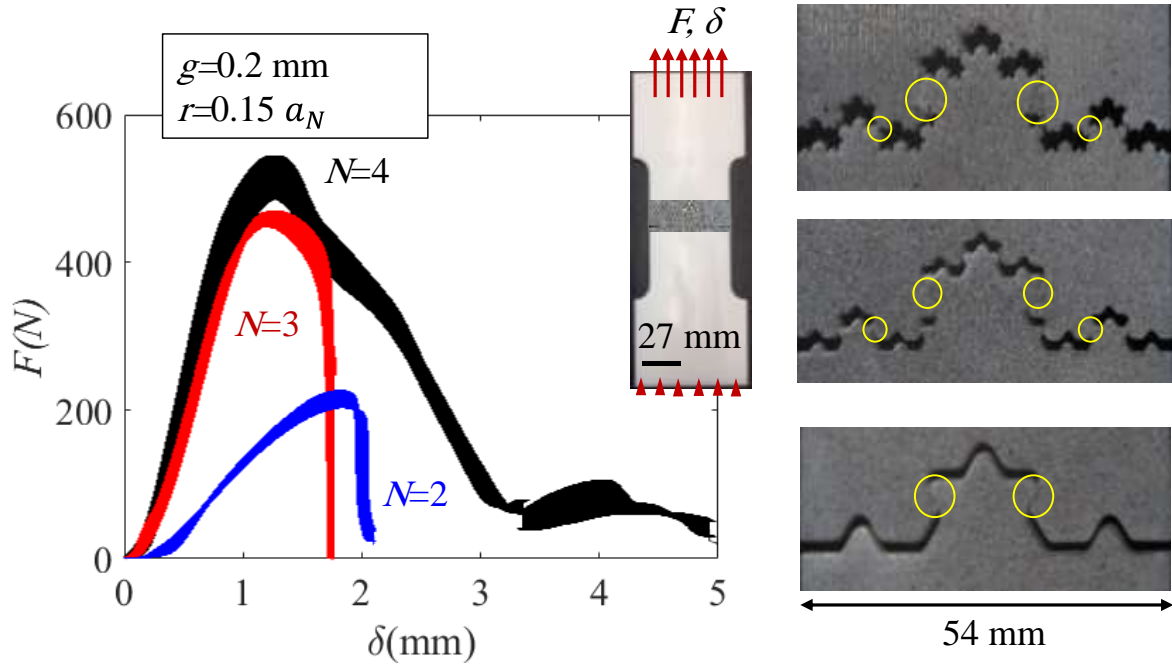 g=0.2 mm
r=0.15 a_N
F, δ
600
400
200
0
F(N)
N=4
N=3
N=2
27 mm
0 1 2 3 4 5
δ(mm)
54 mm